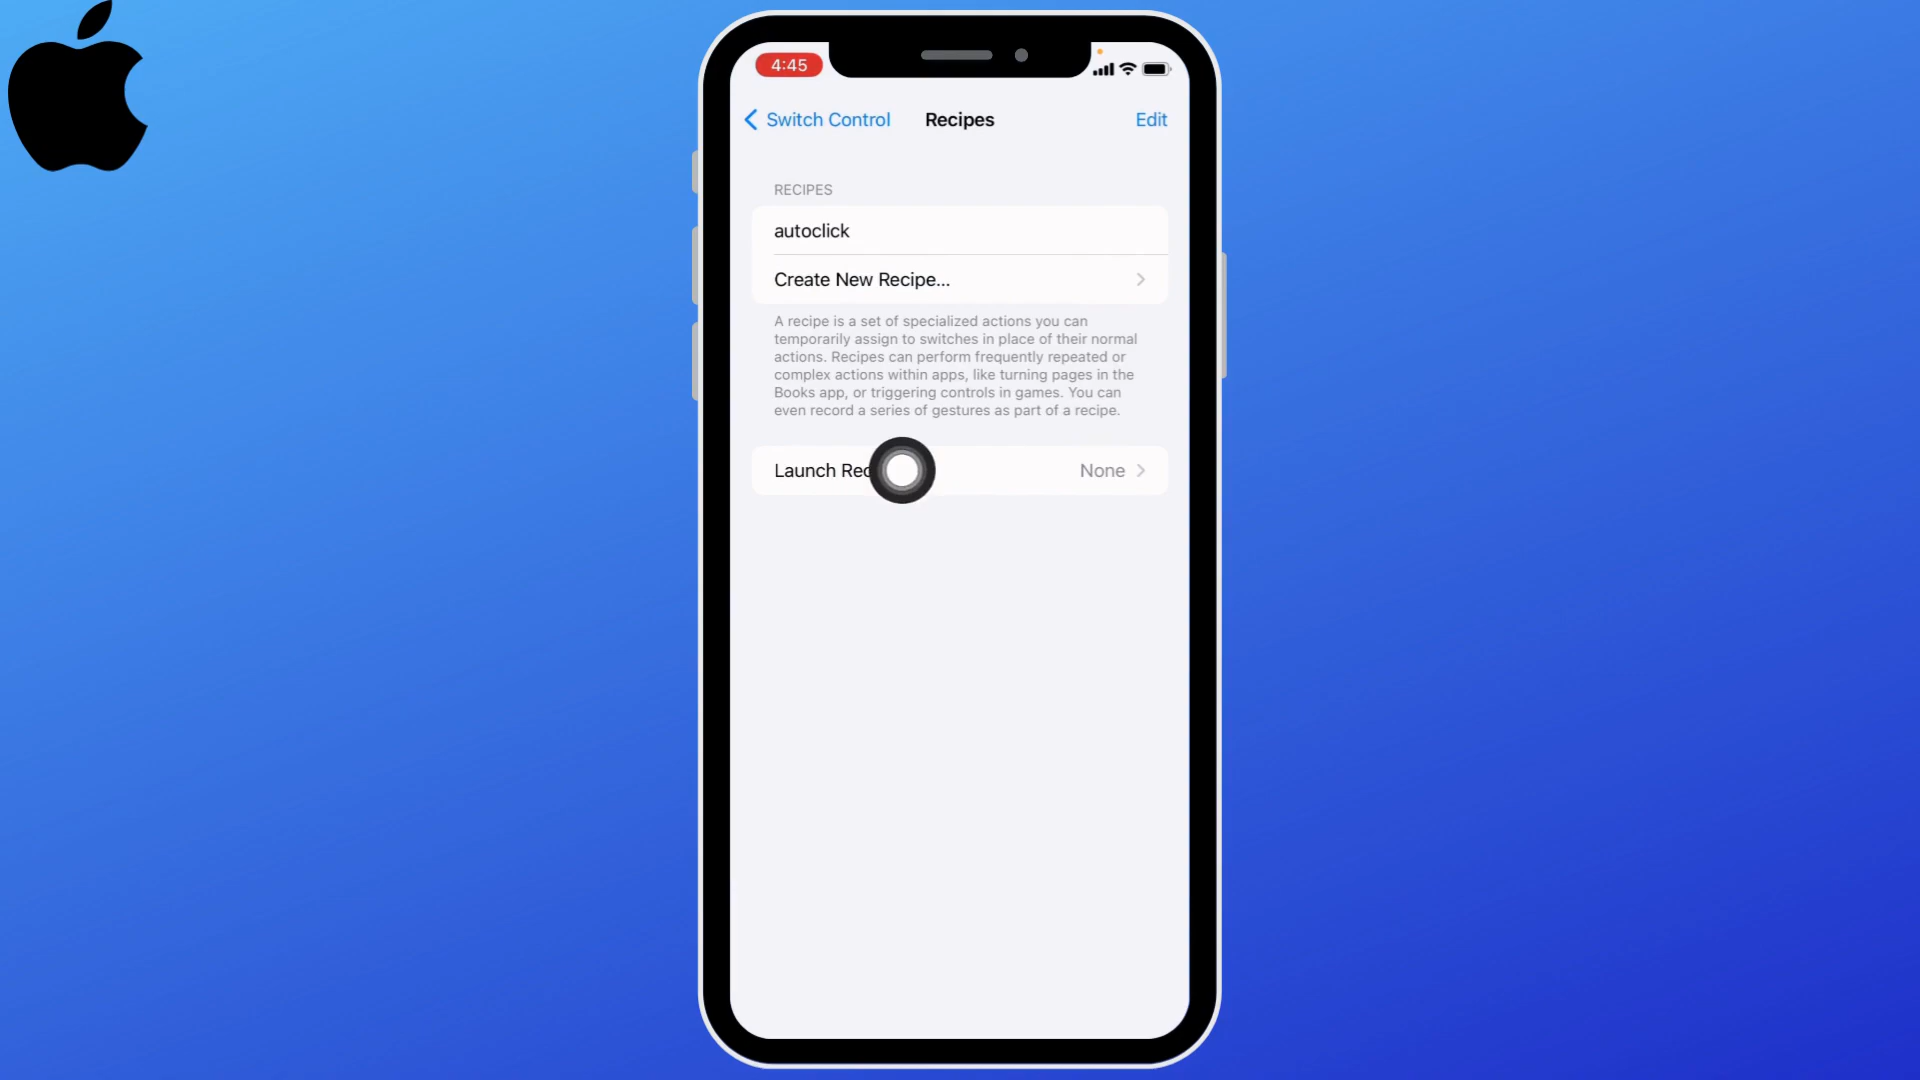 4:45
Switch Control
Recipes
Edit
RECIPES
autoclick
Create New Recipe...
A recipe is a set of specialized actions you can
temporarily assign to switches in place of their normal
actions. Recipes can perform frequently repeated or
complex actions within apps, like turning pages in the
Books app, or triggering controls in games. You can
even record a series of gestures as part of a recipe.
Launch
None